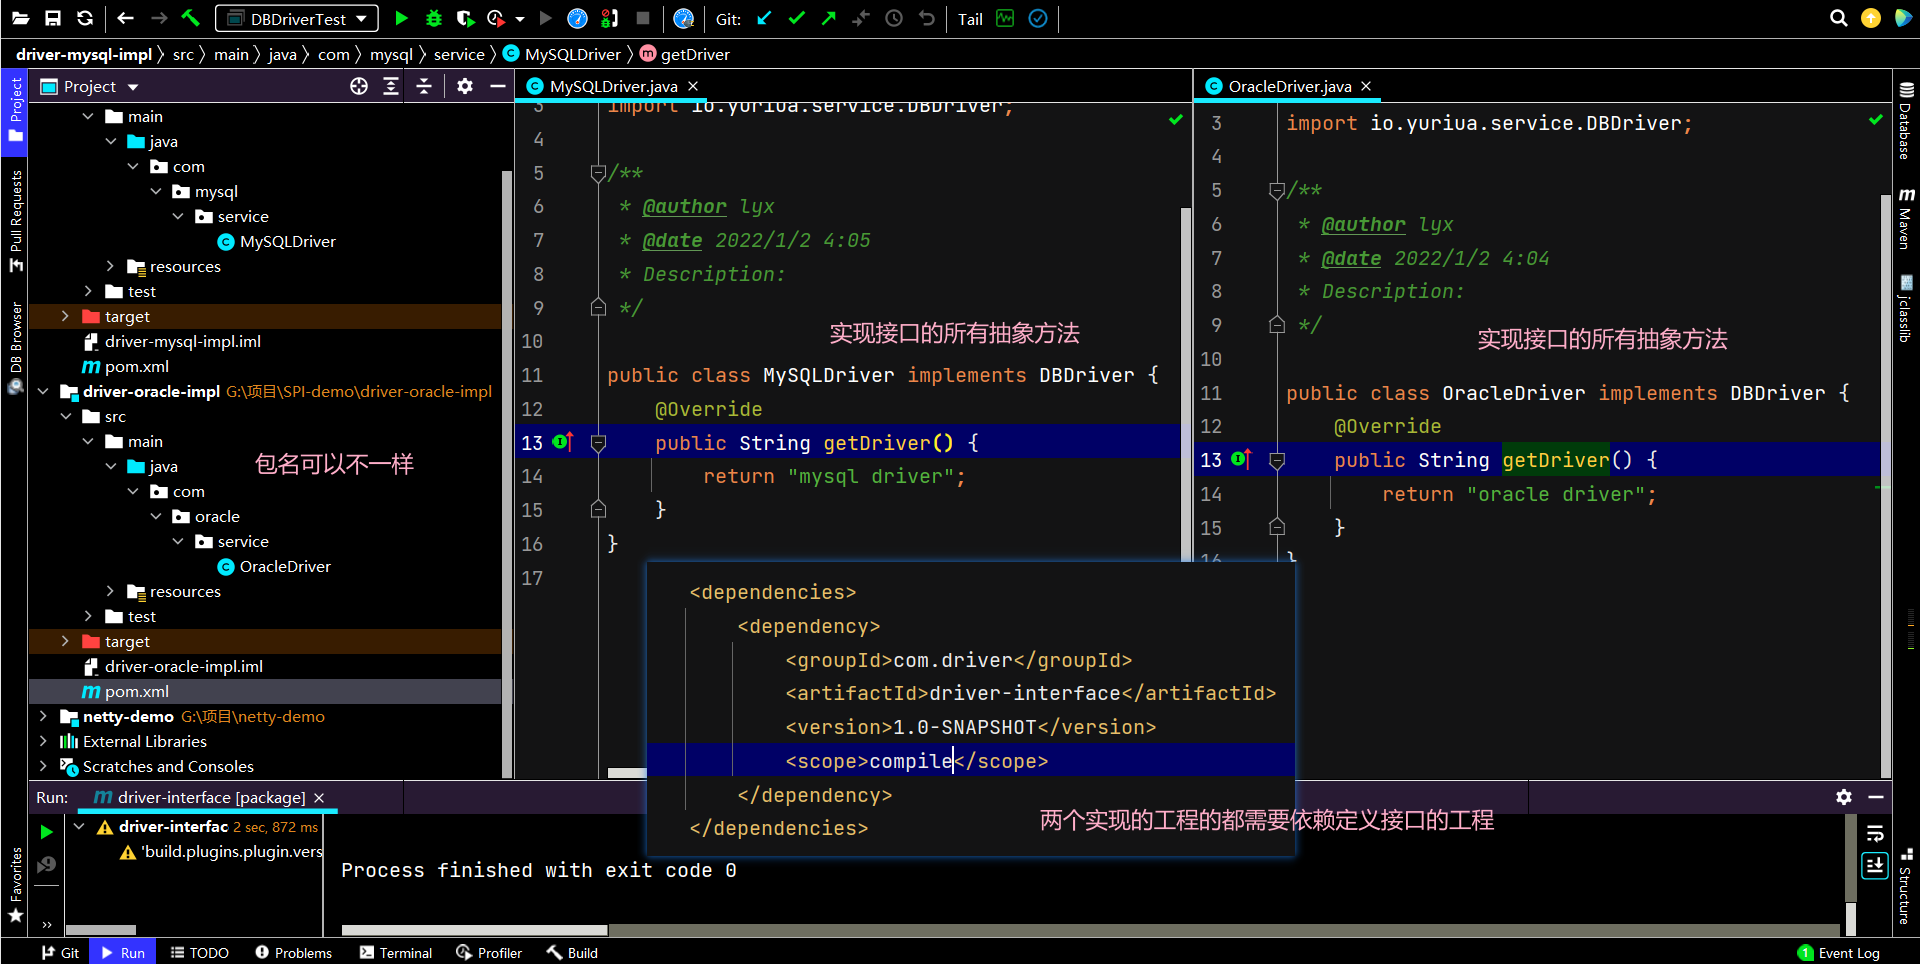 DBDriverTest
Git:
Tail
driver-mysql-impl 〉 src 〉 main 〉 java 〉 com 〉 mysql 〉 service 〉 MySQLDriver 〉 getDriver
Project
Pull Requests
DB Browser
Favorites
Project
main
java
com
mysql
service
MySQLDriver
resources
test
target
driver-mysql-impl.iml
pom.xml
driver-oracle-impl G:\项目\SPI-demo\driver-oracle-impl
src
main
java
包名可以不一样
com
oracle
service
OracleDriver
resources
test
target
driver-oracle-impl.iml
pom.xml
netty-demo G:\项目\netty-demo
External Libraries
Scratches and Consoles
MySQLDriver.java
3 import io.yuriua.service.DBDriver;
4
5 /**
6 * @author lyx
7 * @date 2022/1/2 4:05
8 * Description:
9 */
实现接口的所有抽象方法
10
11 public class MySQLDriver implements DBDriver {
12 @Override
13 public String getDriver() {
14 return "mysql driver";
15 }
16 }
17
OracleDriver.java
3 import io.yuriua.service.DBDriver;
4
5 /**
6 * @author lyx
7 * @date 2022/1/2 4:04
8 * Description:
9 */
实现接口的所有抽象方法
10
11 public class OracleDriver implements DBDriver {
12 @Override
13 public String getDriver() {
14 return "oracle driver";
15 }
16 }
<dependencies>
<dependency>
<groupId>com.driver</groupId>
<artifactId>driver-interface</artifactId>
<version>1.0-SNAPSHOT</version>
<scope>compile</scope>
</dependency>
</dependencies>
两个实现的工程的都需要依赖定义接口的工程
Database
Maven
jclasslib
Structure
Run: driver-interface [package]
driver-interfac 2 sec, 872 ms
'build.plugins.plugin.vers
Process finished with exit code 0
Git
Run
TODO
Problems
Terminal
Profiler
Build
1 Event Log